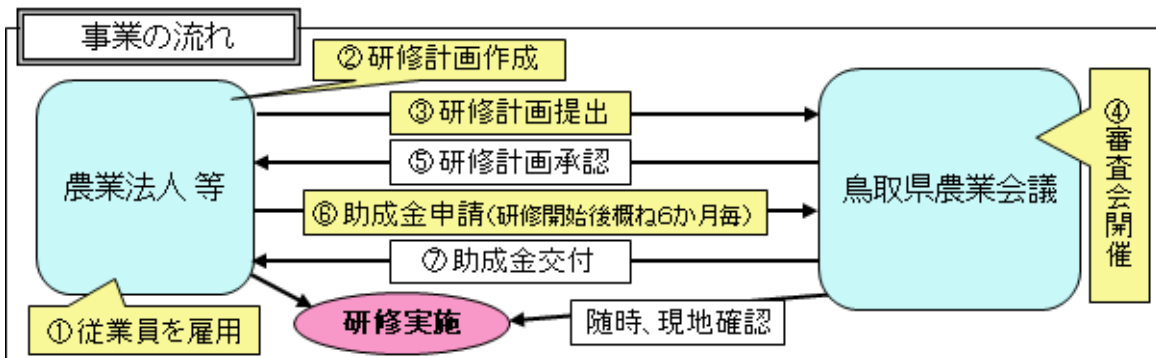 事業の流れ
②研修計画作成
③研修計画提出
④審査会開催
⑤研修計画承認
農業法人 等
鳥取県農業会議
⑥助成金申請(研修開始後概ね6か月毎)
⑦助成金交付
①従業員を雇用
研修実施
随時、現地確認